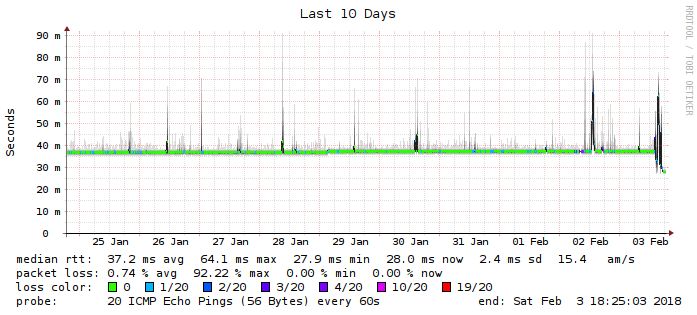 Last 10 Days
RRDTOOL / TOBI OETIKER
Seconds
90 m
80 m
70 m
60 m
50 m
40 m
30 m
20 m
10 m
0
25 Jan 26 Jan 27 Jan 28 Jan 29 Jan 30 Jan 31 Jan 01 Feb 02 Feb 03 Feb
median rtt: 37.2 ms avg 64.1 ms max 27.9 ms min 28.0 ms now 2.4 ms sd 15.4 am/s
packet loss: 0.74 % avg 92.22 % max 0.00 % min 0.00 % now
loss color: 0 1/20 2/20 3/20 4/20 10/20 19/20
probe: 20 ICMP Echo Pings (56 Bytes) every 60s end: Sat Feb 3 18:25:03 2018